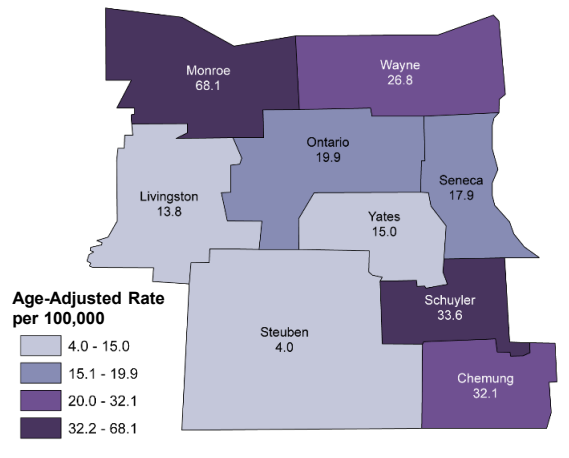 Monroe
68.1
Wayne
26.8
Ontario
19.9
Seneca
17.9
Livingston
13.8
Yates
15.0
Schuyler
33.6
Steuben
4.0
Chemung
32.1
Age-Adjusted Rate
per 100,000
4.0 - 15.0
15.1 - 19.9
20.0 - 32.1
32.2 - 68.1